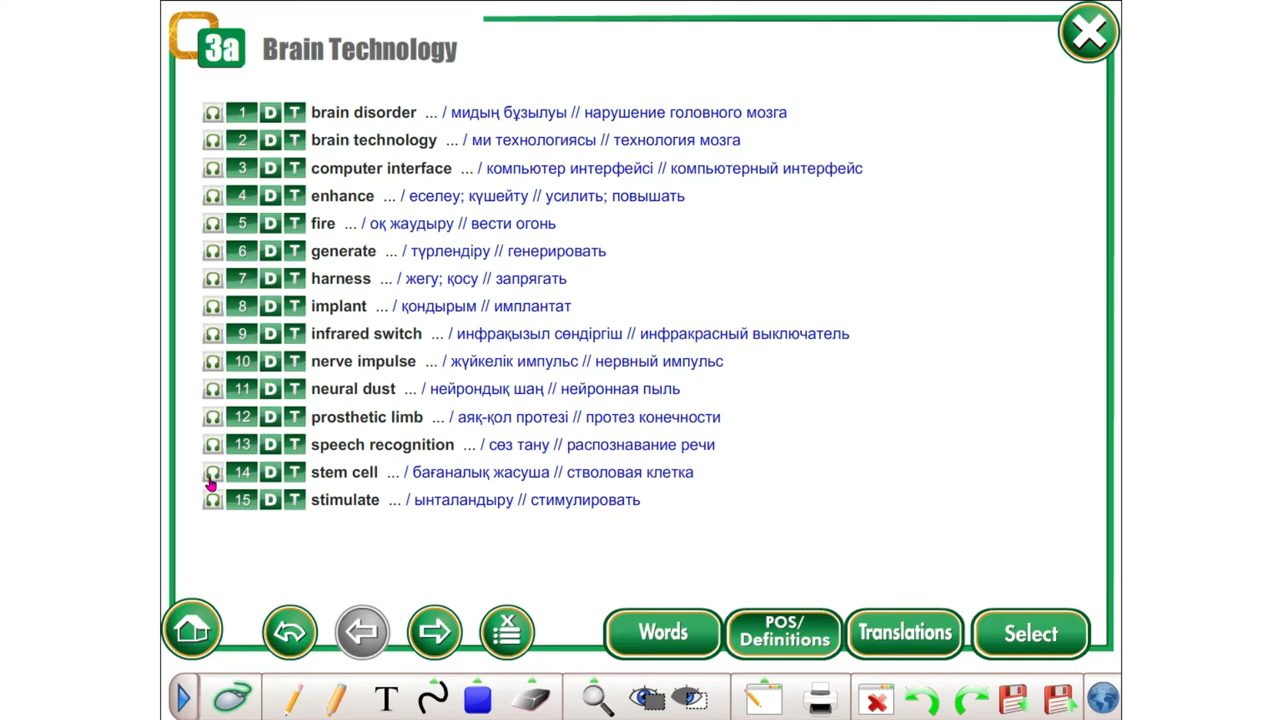 3a Brain Technology
1 D T brain disorder ... / мидың бұзылуы // нарушение головного мозга
2 D T brain technology ... / ми технологиясы // технология мозга
3 D T computer interface ... / компьютер интерфейсі // компьютерный интерфейс
4 D T enhance ... / еселеу; күшейту // усилить; повышать
5 D T fire ... / оқ жаудыру // вести огонь
6 D T generate ... / түрлендіру // генерировать
7 D T harness ... / жегу; қосу // запрягать
8 D T implant ... / қондырым // имплантат
9 D T infrared switch ... / инфрақызыл сөндіргіш // инфракрасный выключатель
10 D T nerve impulse ... / жүйкелік импульс // нервный импульс
11 D T neural dust ... / нейрондық шаң // нейронная пыль
12 D T prosthetic limb ... / аяқ-қол протезі // протез конечности
13 D T speech recognition ... / сөз тану // распознавание речи
14 D T stem cell ... / бағаналық жасуша // стволовая клетка
15 D T stimulate ... / ынталандыру // стимулировать
Words
POS/
Definitions
Translations
Select
T